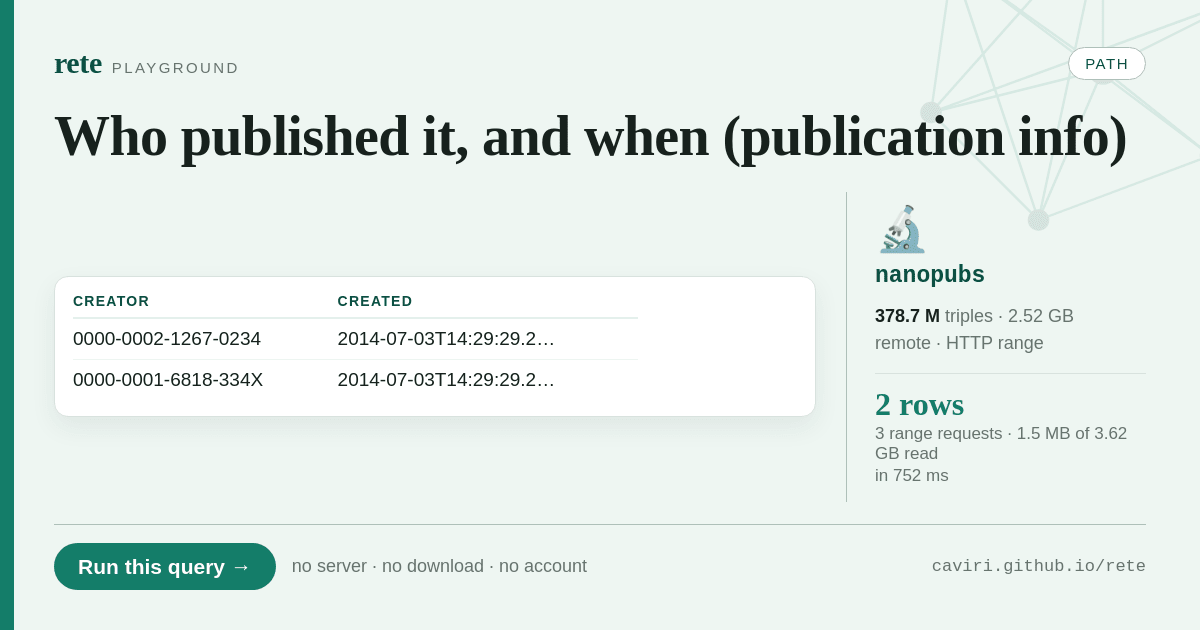 rete PLAYGROUND
PATH
Who published it, and when (publication info)
CREATOR CREATED
0000-0002-1267-0234 2014-07-03T14:29:29.2…
0000-0001-6818-334X 2014-07-03T14:29:29.2…
nanopubs
378.7 M triples · 2.52 GB
remote · HTTP range
2 rows
3 range requests · 1.5 MB of 3.62
GB read
in 752 ms
Run this query →
no server · no download · no account
caviri.github.io/rete